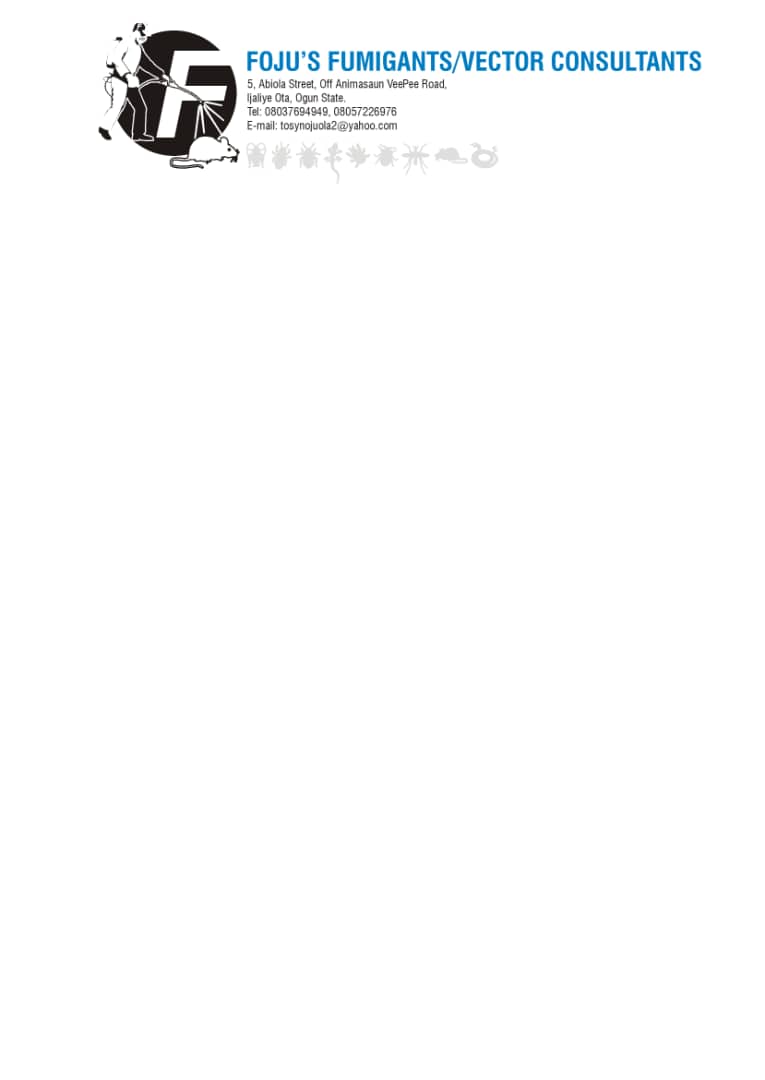 F
FOJU'S FUMIGANTS/VECTOR CONSULTANTS
5, Abiola Street, Off Animasaun VeePee Road,
Ijaliye Ota, Ogun State.
Tel: 08037694949, 08057226976
E-mail: tosynojuola2@yahoo.com